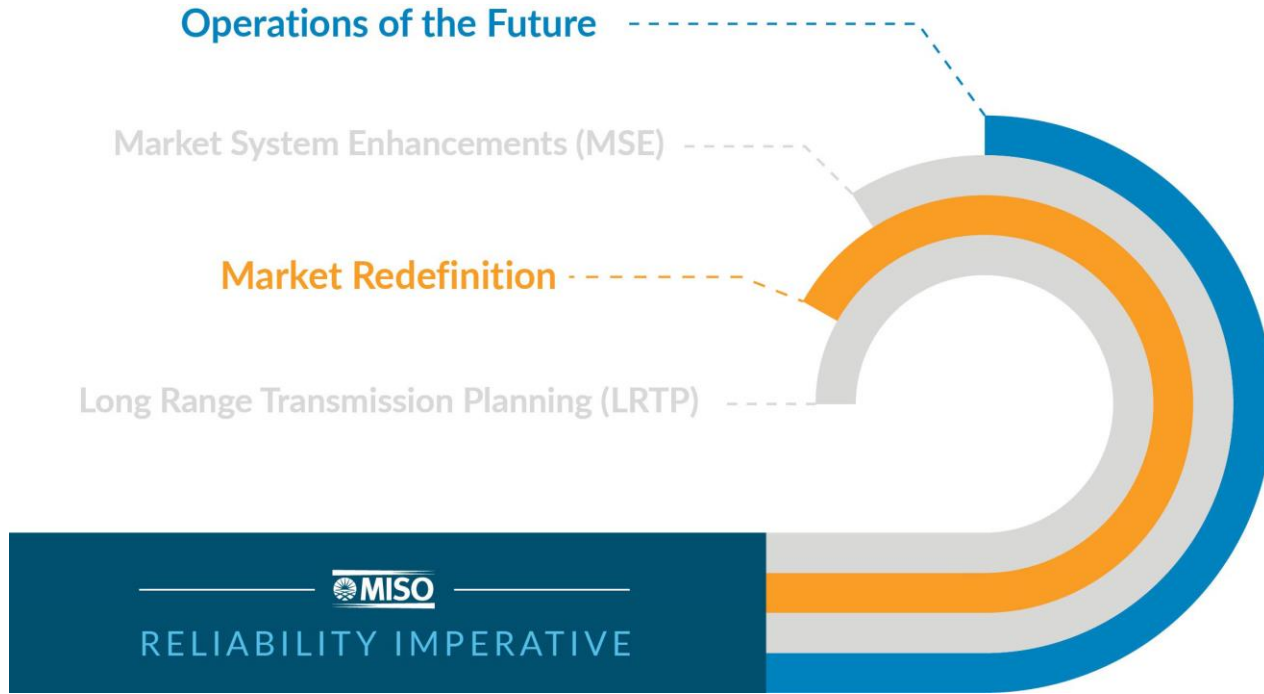 Operations of the Future
Market System Enhancements (MSE)
Market Redefinition
Long Range Transmission Planning (LRTP)
MISO
RELIABILITY IMPERATIVE